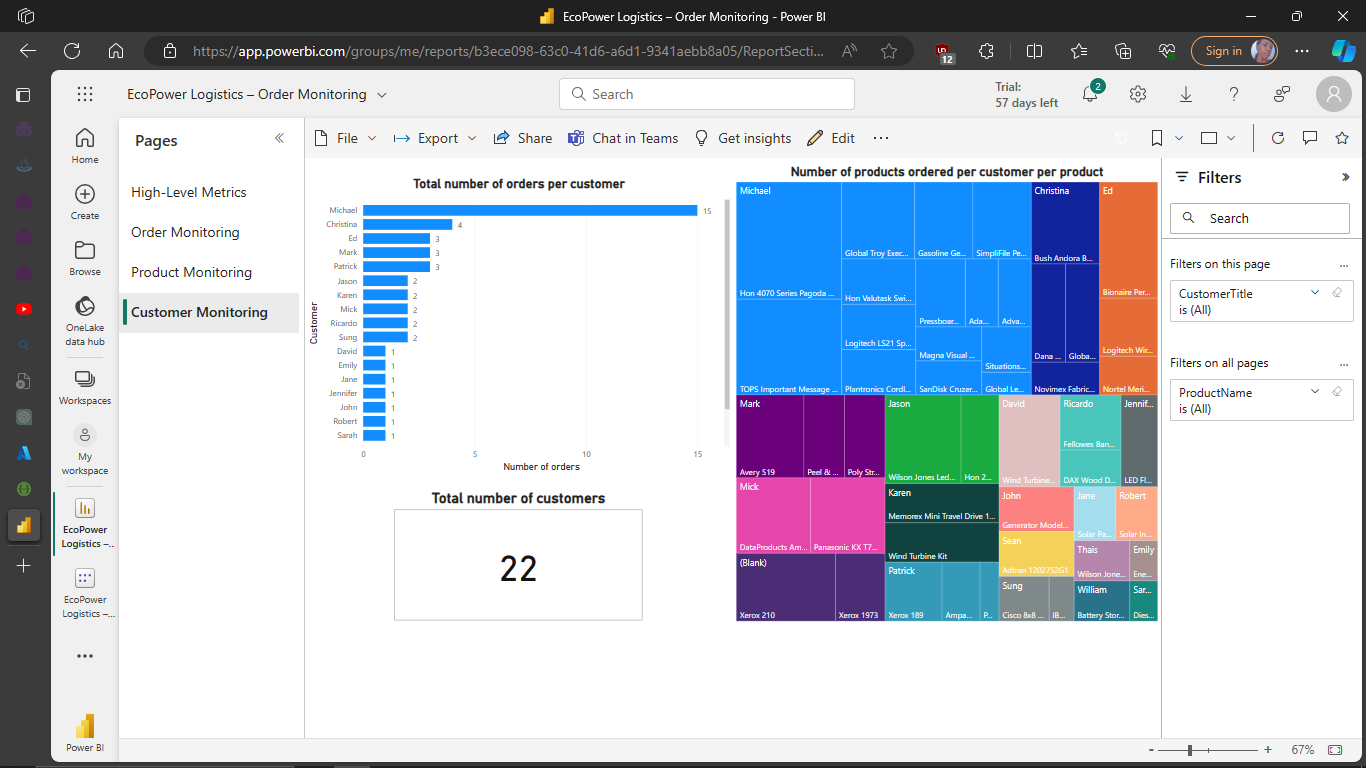 EcoPower Logistics – Order Monitoring - Power BI
https://app.powerbi.com/groups/me/reports/b3ece098-63c0-41d6-a6d1-9341aebb8a05/ReportSecti...
12
Sign in
EcoPower Logistics – Order Monitoring
Search
Trial:
57 days left
2
Home
Create
Browse
OneLake
data hub
Workspaces
My
workspace
EcoPower
Logistics –...
EcoPower
Logistics –...
Power BI
Pages
High-Level Metrics
Order Monitoring
Product Monitoring
Customer Monitoring
File
Export
Share
Chat in Teams
Get insights
Edit
Total number of orders per customer
Customer
Michael 15
Christina 4
Ed 3
Mark 3
Patrick 3
Jason 2
Karen 2
Mick 2
Ricardo 2
Sung 2
David 1
Emily 1
Jane 1
Jennifer 1
John 1
Robert 1
Sarah 1
0 5 10 15
Number of orders
Total number of customers
22
Number of products ordered per customer per product
Michael
Hon 4070 Series Pagoda ...
TOPS Important Message ...
Global Troy Exec...
Gasoline Ge...
SimpliFile Pe...
Hon Valutask Swi...
Logitech LS21 Sp...
Plantronics Cordl...
Pressboar...
Ada...
Adva...
Magna Visual ...
Situations...
SanDisk Cruzer...
Global Le...
Christina
Bush Andora B...
Dana ...
Globa...
Novimex Fabric...
Ed
Bionaire Per...
Logitech Wir...
Nortel Meri...
Mark
Avery 519
Peel & ...
Poly Str...
Mick
DataProducts Am...
Panasonic KX T7...
(Blank)
Xerox 210
Xerox 1973
Jason
Wilson Jones Led...
Hon 2...
Karen
Memorex Mini Travel Drive 1...
Wind Turbine Kit
Patrick
Xerox 189
Ampa...
P...
David
Wind Turbine...
Ricardo
Fellowes Ban...
DAX Wood D...
Jennif...
LED Fl...
John
Generator Model...
Jane
Solar Pa...
Robert
Solar In...
Sean
Adtran 1202752G1
Thais
Wilson Jone...
Emily
Ene...
Sung
Cisco 8x8 ...
IB...
William
Battery Stor...
Sar...
Dies...
Filters
Search
Filters on this page
CustomerTitle
is (All)
Filters on all pages
ProductName
is (All)
- + 67%